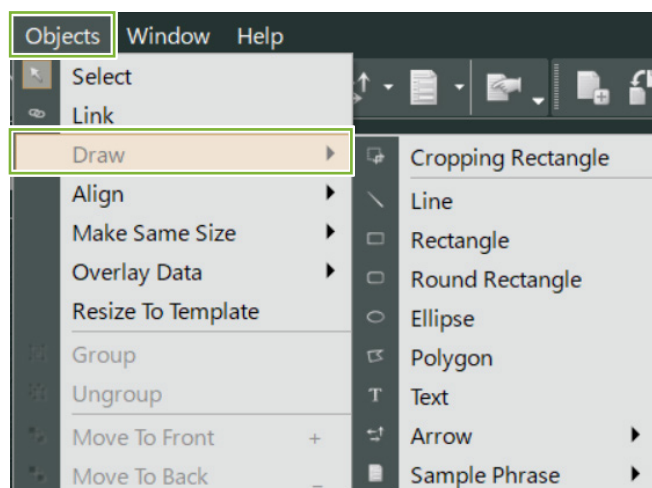 Objects Window Help
Select
Link
Draw
Align
Make Same Size
Overlay Data
Resize To Template
Group
Ungroup
Move To Front +
Move To Back _
Cropping Rectangle
Line
Rectangle
Round Rectangle
Ellipse
Polygon
T Text
Arrow
Sample Phrase